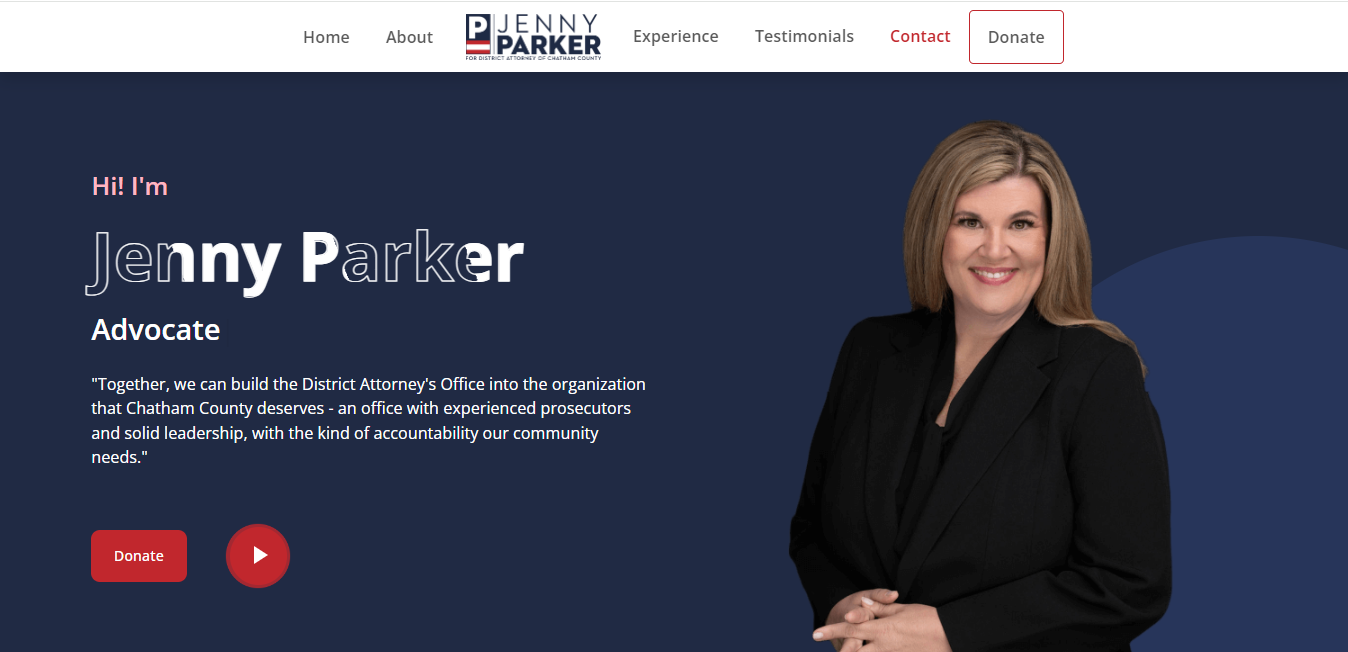 Home
About
P JENNY
PARKER
FOR DISTRICT ATTORNEY OF CHATHAM COUNTY
Experience
Testimonials
Contact
Donate
Hi! I'm
Jenny Parker
Advocate
"Together, we can build the District Attorney's Office into the organization
that Chatham County deserves - an office with experienced prosecutors
and solid leadership, with the kind of accountability our community
needs."
Donate